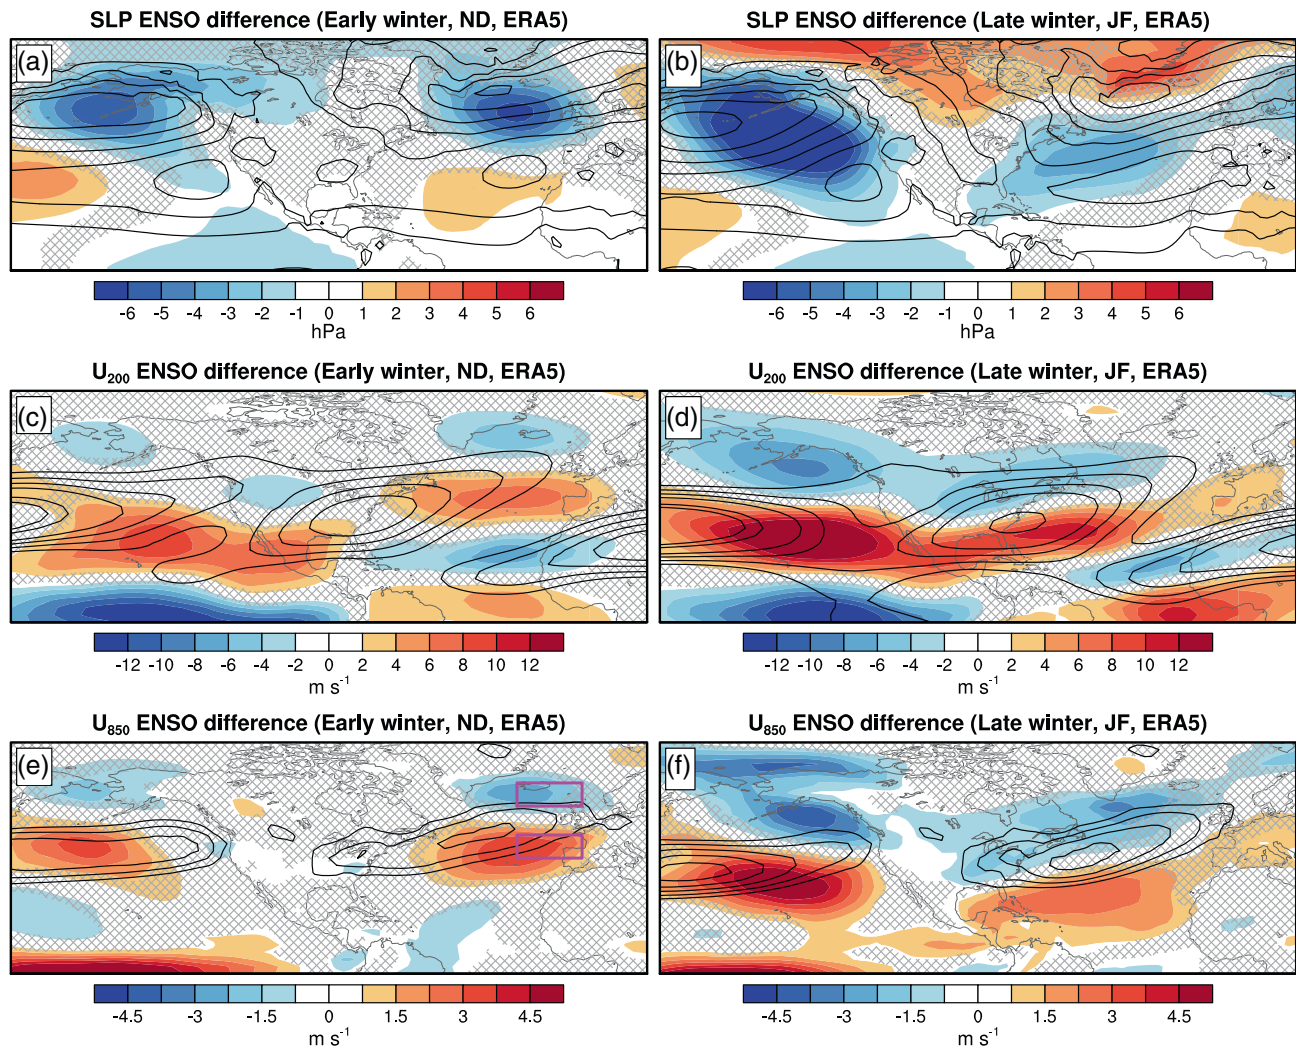 SLP ENSO difference (Early winter, ND, ERA5)
SLP ENSO difference (Late winter, JF, ERA5)
(a)
(b)
-6 -5 -4 -3 -2 -1 0 1 2 3 4 5 6
hPa
-6 -5 -4 -3 -2 -1 0 1 2 3 4 5 6
hPa
U₂₀₀ ENSO difference (Early winter, ND, ERA5)
U₂₀₀ ENSO difference (Late winter, JF, ERA5)
(c)
(d)
-12 -10 -8 -6 -4 -2 0 2 4 6 8 10 12
m s⁻¹
-12 -10 -8 -6 -4 -2 0 2 4 6 8 10 12
m s⁻¹
U₈₅₀ ENSO difference (Early winter, ND, ERA5)
U₈₅₀ ENSO difference (Late winter, JF, ERA5)
(e)
(f)
-4.5 -3 -1.5 0 1.5 3 4.5
m s⁻¹
-4.5 -3 -1.5 0 1.5 3 4.5
m s⁻¹